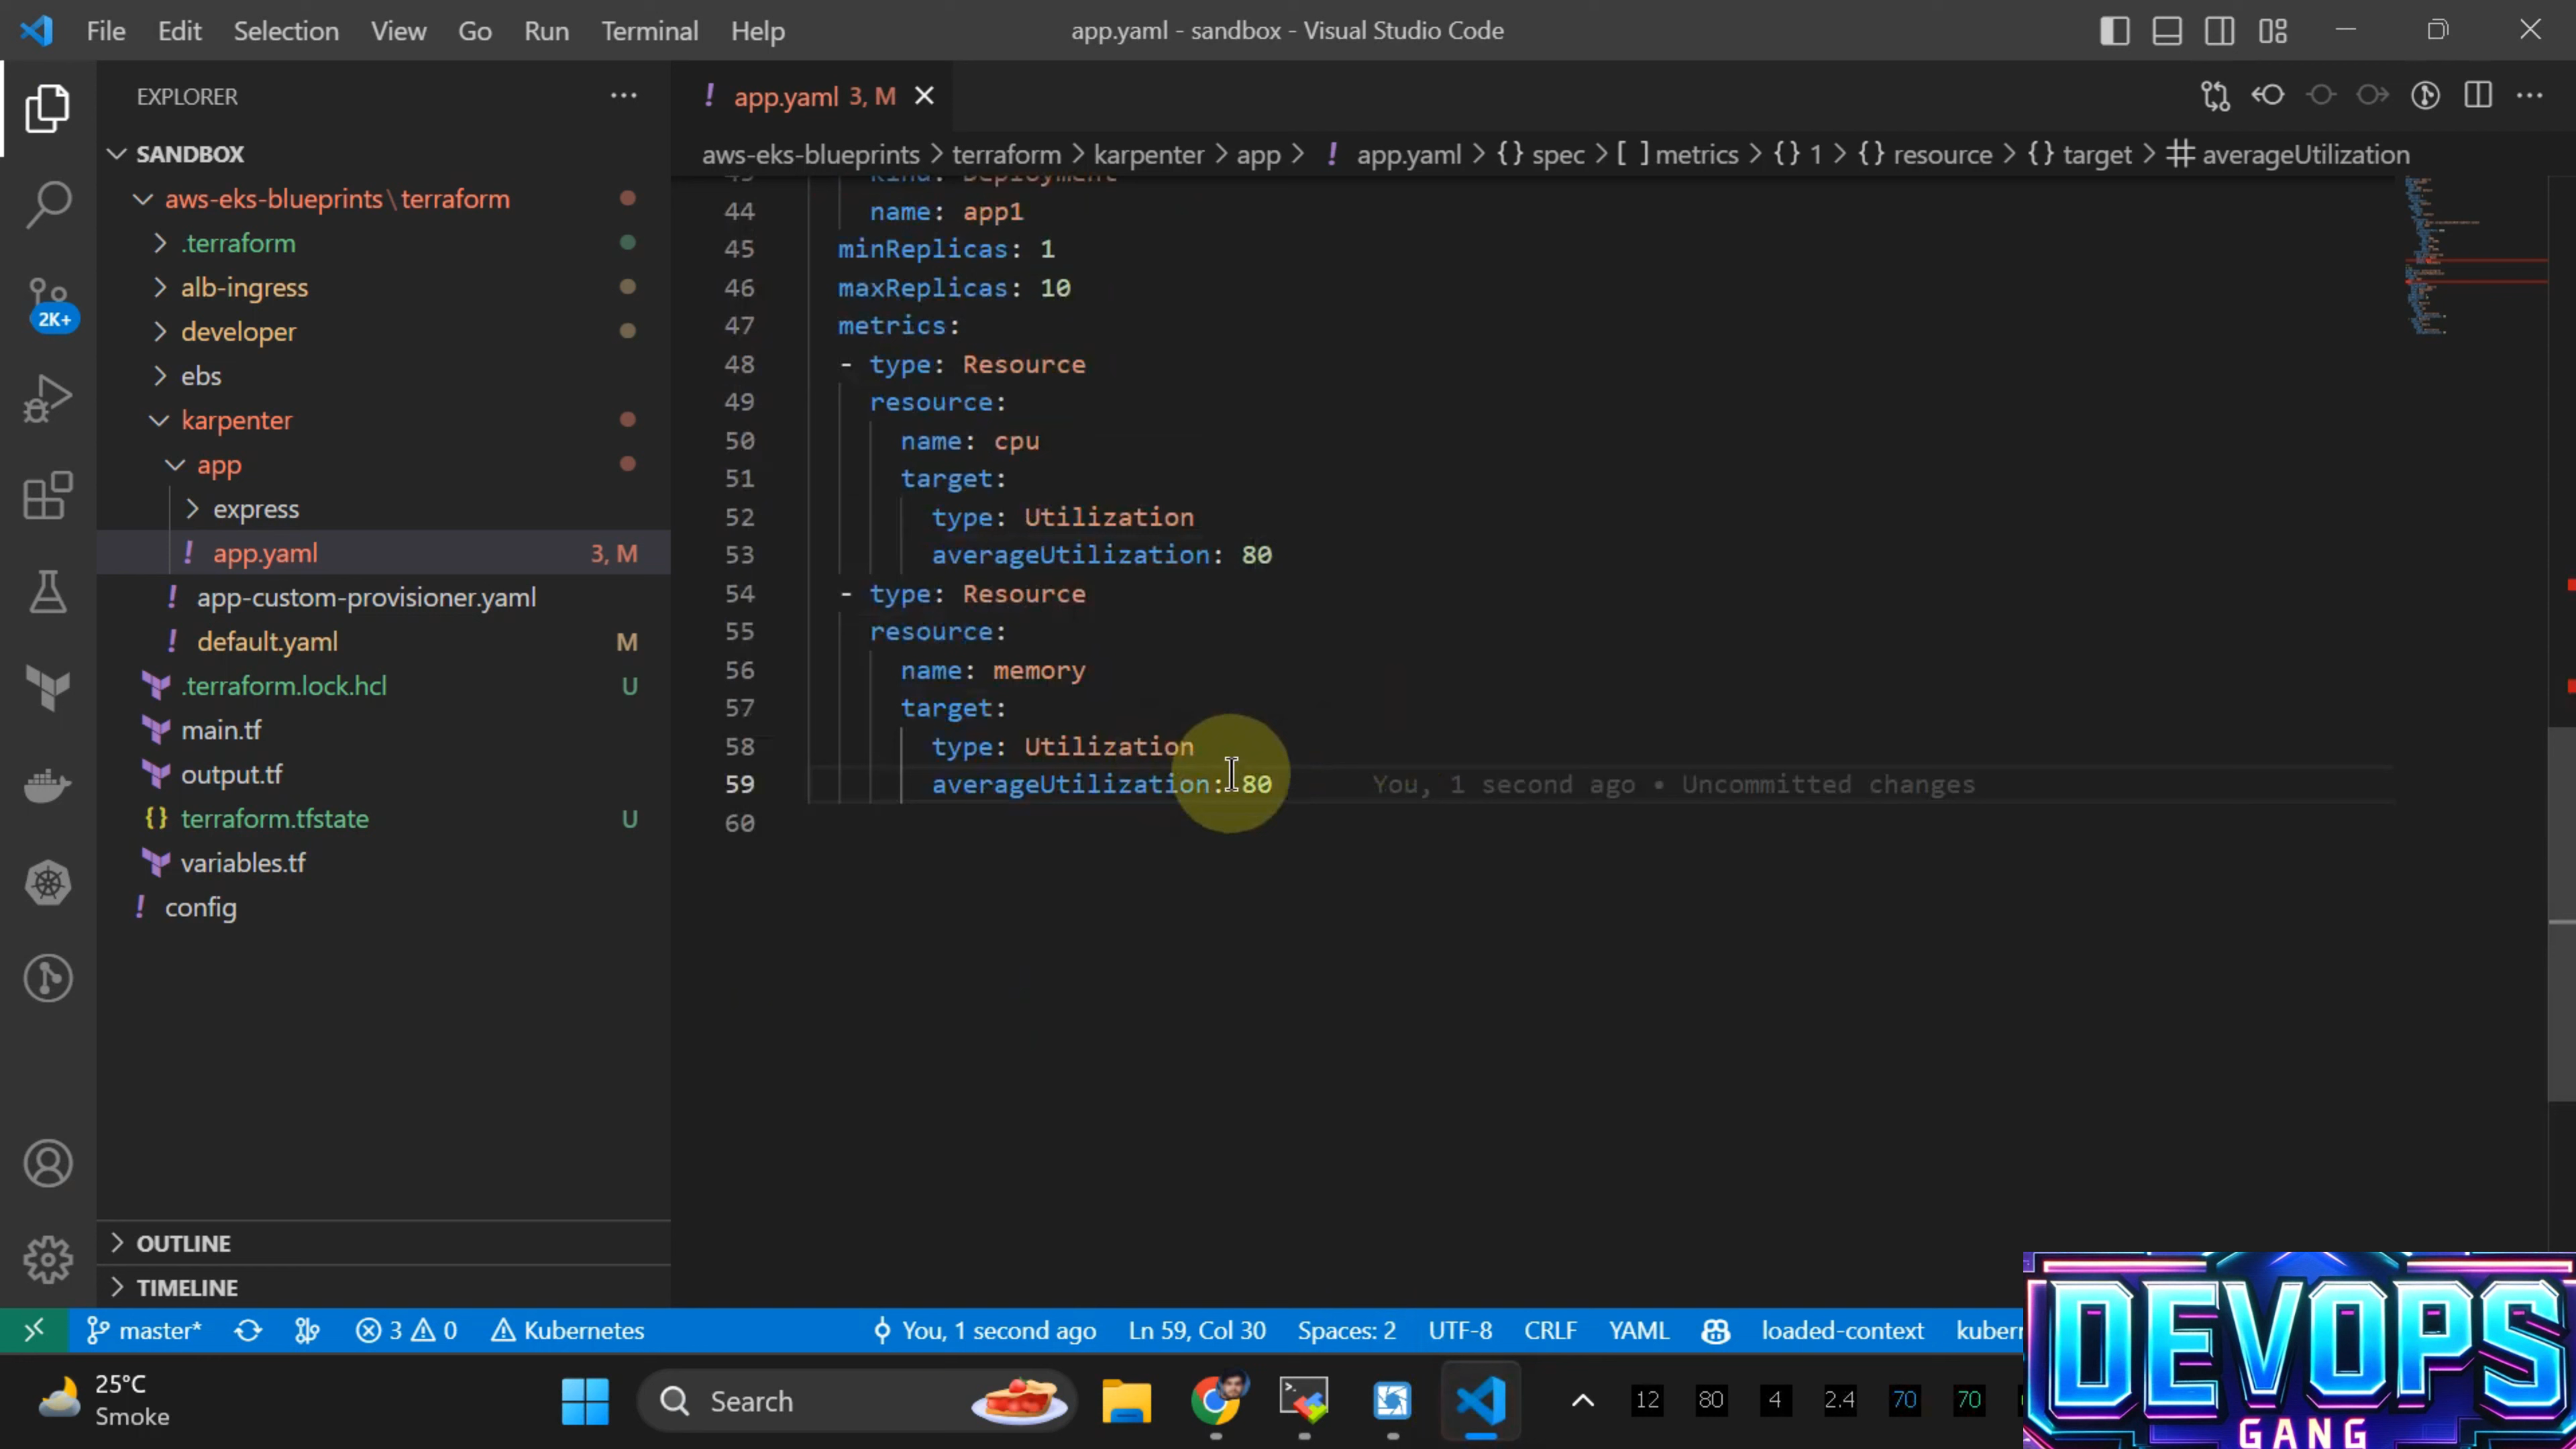 File Edit Selection View Go Run Terminal Help
app.yaml - sandbox - Visual Studio Code
EXPLORER
SANDBOX
aws-eks-blueprints\terraform
.terraform
alb-ingress
developer
ebs
karpenter
app
express
app.yaml 3, M
app-custom-provisioner.yaml
default.yaml M
.terraform.lock.hcl U
main.tf
output.tf
terraform.tfstate U
variables.tf
config
OUTLINE
TIMELINE
2K+
app.yaml 3, M
aws-eks-blueprints > terraform > karpenter > app > ! app.yaml > {} spec > [ ] metrics > {} 1 > {} resource > {} target > # averageUtilization
kind: Deployment
44 name: app1
45 minReplicas: 1
46 maxReplicas: 10
47 metrics:
48 - type: Resource
49 resource:
50 name: cpu
51 target:
52 type: Utilization
53 averageUtilization: 80
54 - type: Resource
55 resource:
56 name: memory
57 target:
58 type: Utilization
59 averageUtilization: 80 You, 1 second ago • Uncommitted changes
60
master* 3 0 Kubernetes You, 1 second ago Ln 59, Col 30 Spaces: 2 UTF-8 CRLF YAML loaded-context
25°C
Smoke
Search
12 80 4 2.4 70 70
DEVOPS
GANG